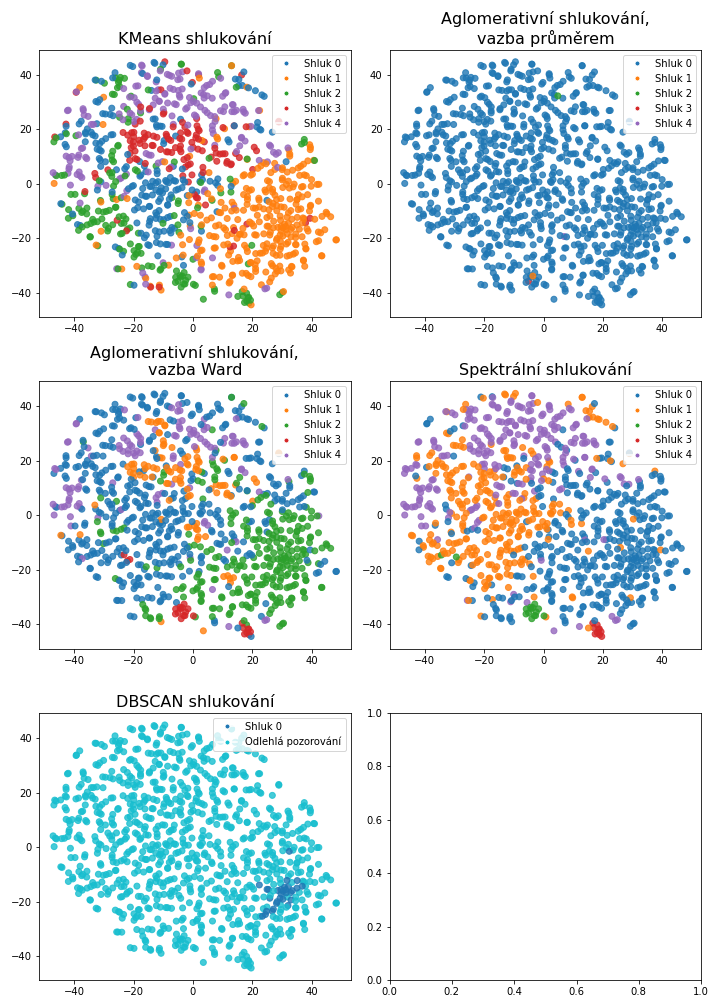 KMeans shlukování
Shluk 0
Shluk 1
Shluk 2
Shluk 3
Shluk 4
40
20
0
−20
−40
−40 −20 0 20 40
Aglomerativní shlukování,
vazba průměrem
Shluk 0
Shluk 1
Shluk 2
Shluk 3
Shluk 4
40
20
0
−20
−40
−40 −20 0 20 40
Aglomerativní shlukování,
vazba Ward
Shluk 0
Shluk 1
Shluk 2
Shluk 3
Shluk 4
40
20
0
−20
−40
−40 −20 0 20 40
Spektrální shlukování
Shluk 0
Shluk 1
Shluk 2
Shluk 3
Shluk 4
40
20
0
−20
−40
−40 −20 0 20 40
DBSCAN shlukování
Shluk 0
Odlehlá pozorování
40
20
0
−20
−40
−40 −20 0 20 40
1.0
0.8
0.6
0.4
0.2
0.0
0.0 0.2 0.4 0.6 0.8 1.0